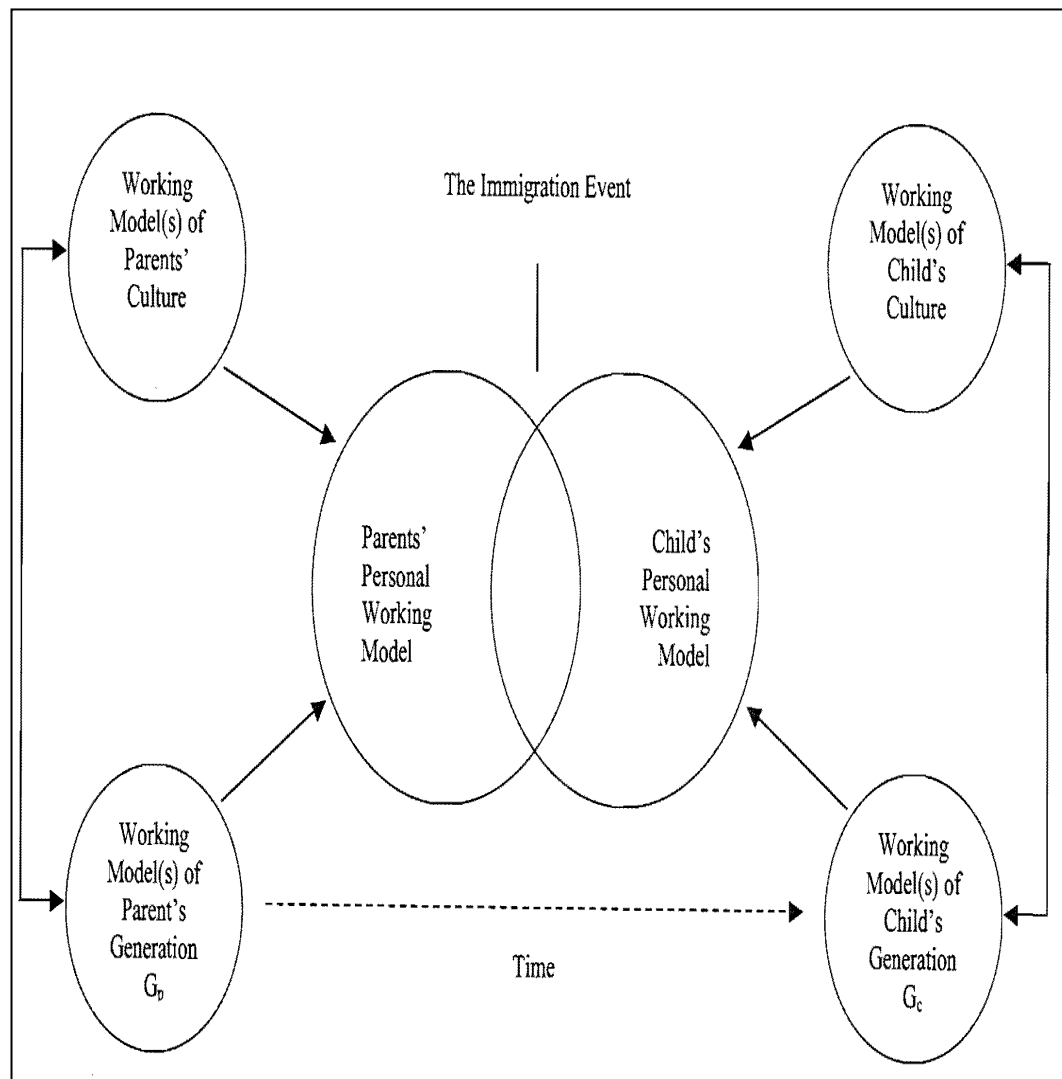 Working
Model(s) of
Parents'
Culture
The Immigration Event
Working
Model(s) of
Child's
Culture
Parents'
Personal
Working
Model
Child's
Personal
Working
Model
Working
Model(s) of
Parent's
Generation
Gₚ
Time
Working
Model(s) of
Child's
Generation
G꜀